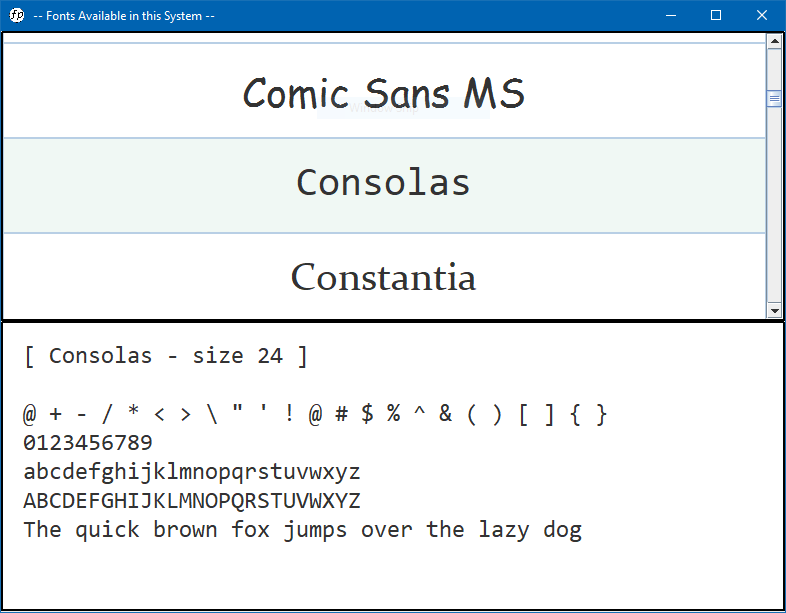 fp -- Fonts Available in this System --
Comic Sans MS
Consolas
Constantia
[ Consolas - size 24 ]
@ + - / * < > \ " ' ! @ # $ % ^ & ( ) [ ] { }
0123456789
abcdefghijklmnopqrstuvwxyz
ABCDEFGHIJKLMNOPQRSTUVWXYZ
The quick brown fox jumps over the lazy dog